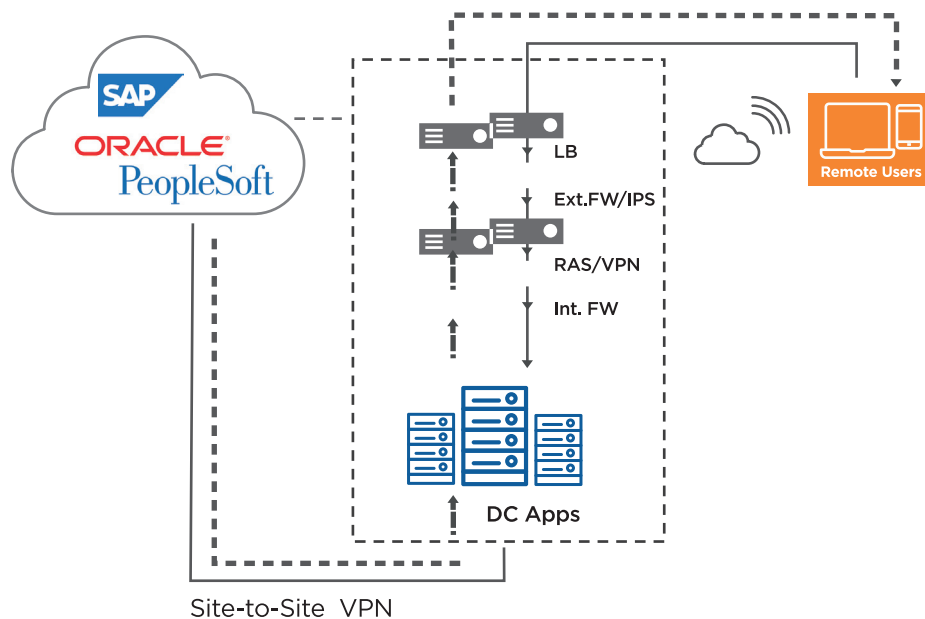 SAP
ORACLE®
PeopleSoft
LB
Ext.FW/IPS
RAS/VPN
Int. FW
DC Apps
Remote Users
Site-to-Site VPN